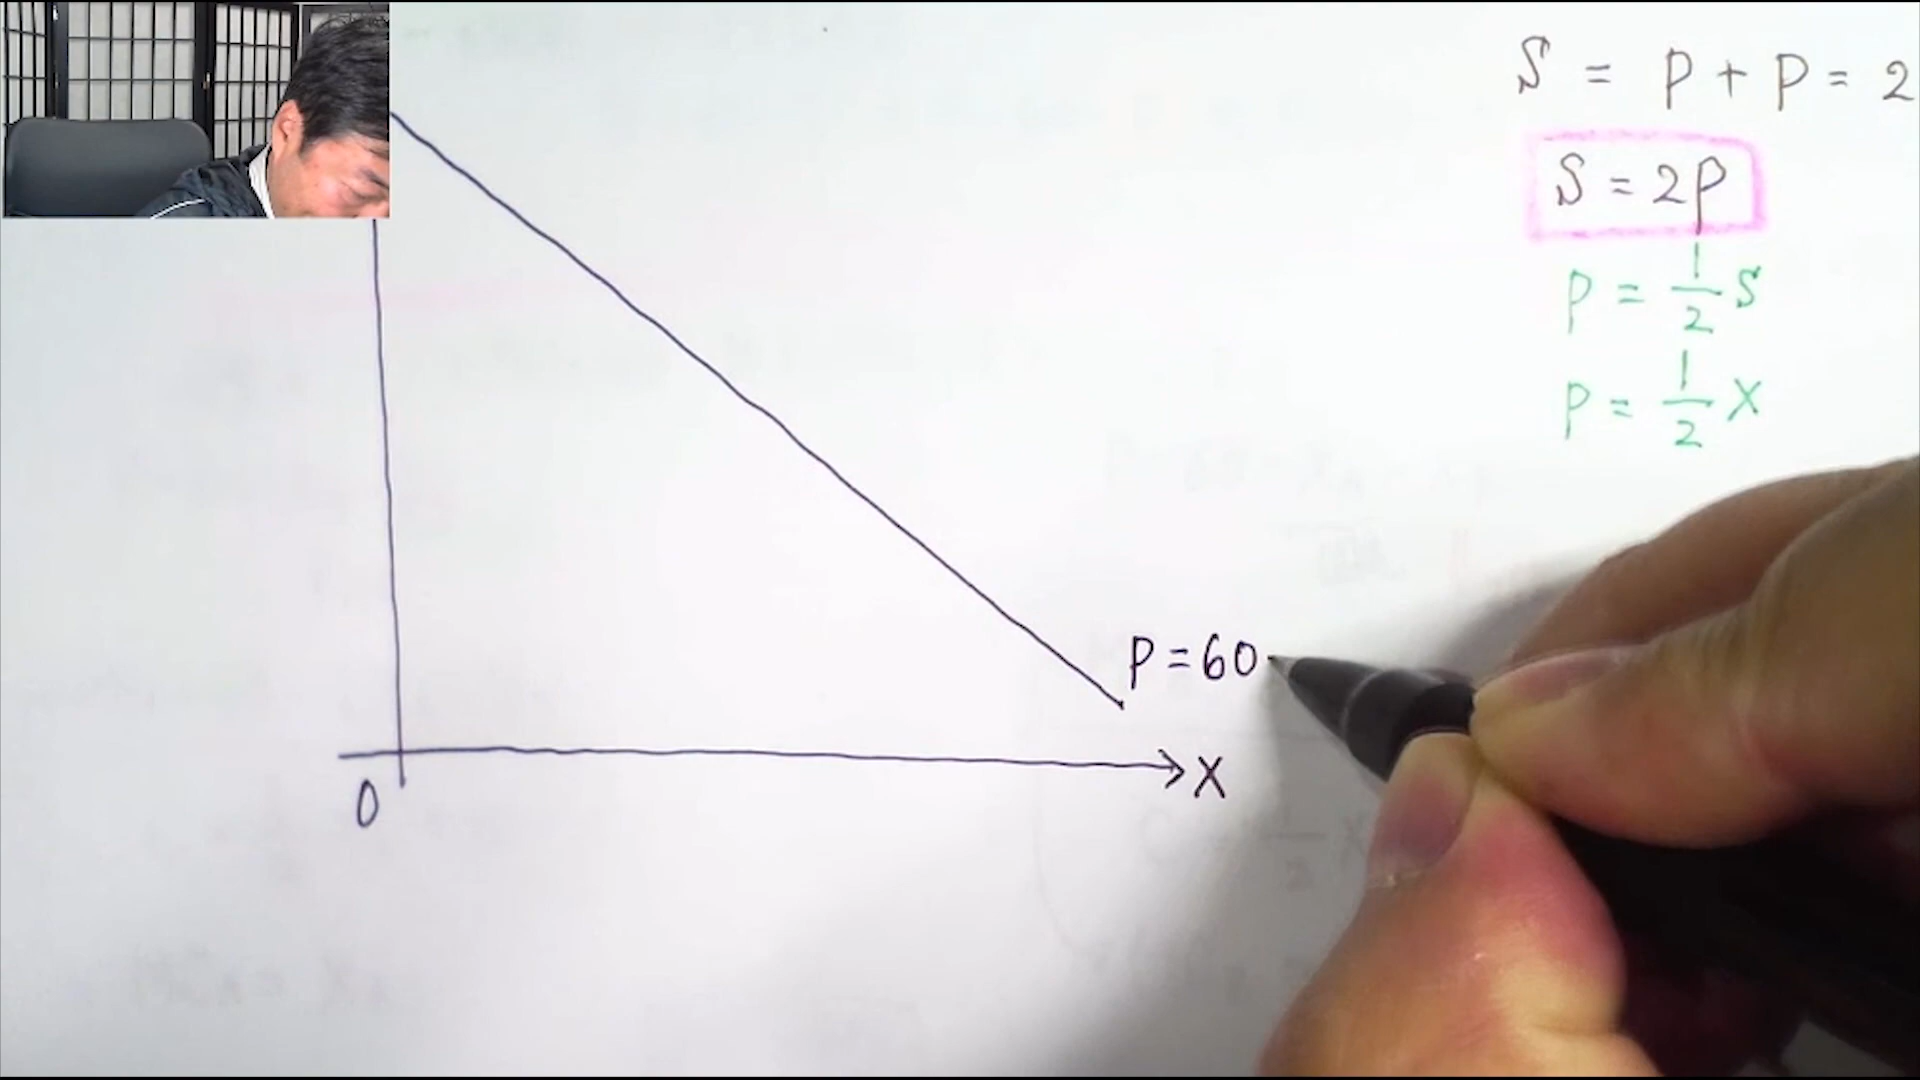 S = P + P = 2
S = 2P
P = 1/2 S
P = 1/2 X
P = 60
X
0